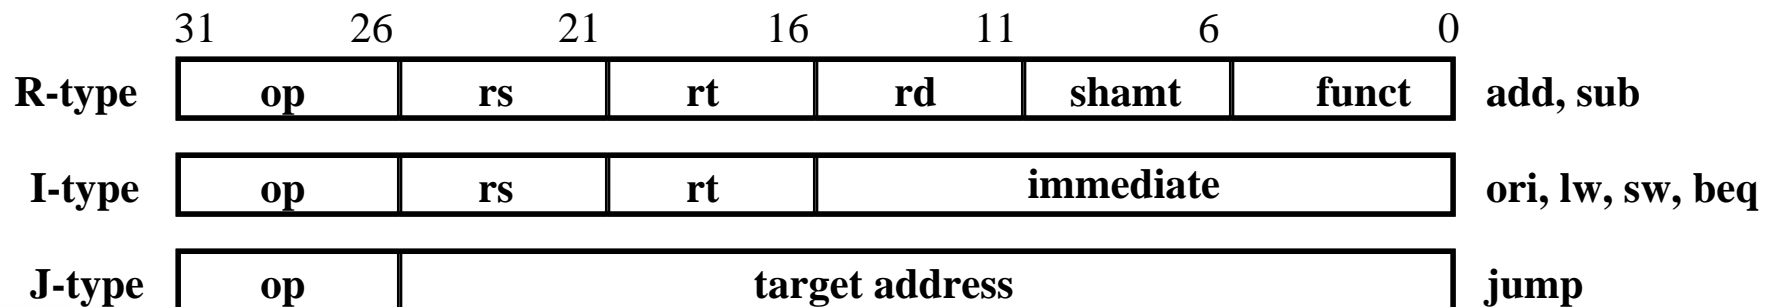 31 26 21 16 11 6 0
R-type op rs rt rd shamt funct add, sub
I-type op rs rt immediate ori, lw, sw, beq
J-type op target address jump